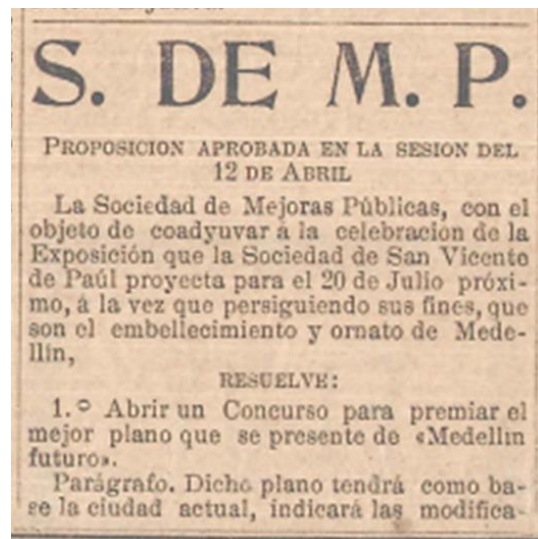 S. DE M. P.
PROPOSICION APROBADA EN LA SESION DEL
12 DE ABRIL
La Sociedad de Mejoras Públicas, con el
objeto de coadyuvar á la celebracion de la
Exposición que la Sociedad de San Vicente
de Paúl proyecta para el 20 de Julio próxi-
mo, á la vez que persiguiendo sus fines, que
son el embellecimiento y ornato de Mede-
llín,
RESUELVE:
1.º Abrir un Concurso para premiar el
mejor plano que se presente de «Medellin
futuro».
Parágrafo. Dicho plano tendrá como ba-
se la ciudad actual, indicará las modifica-